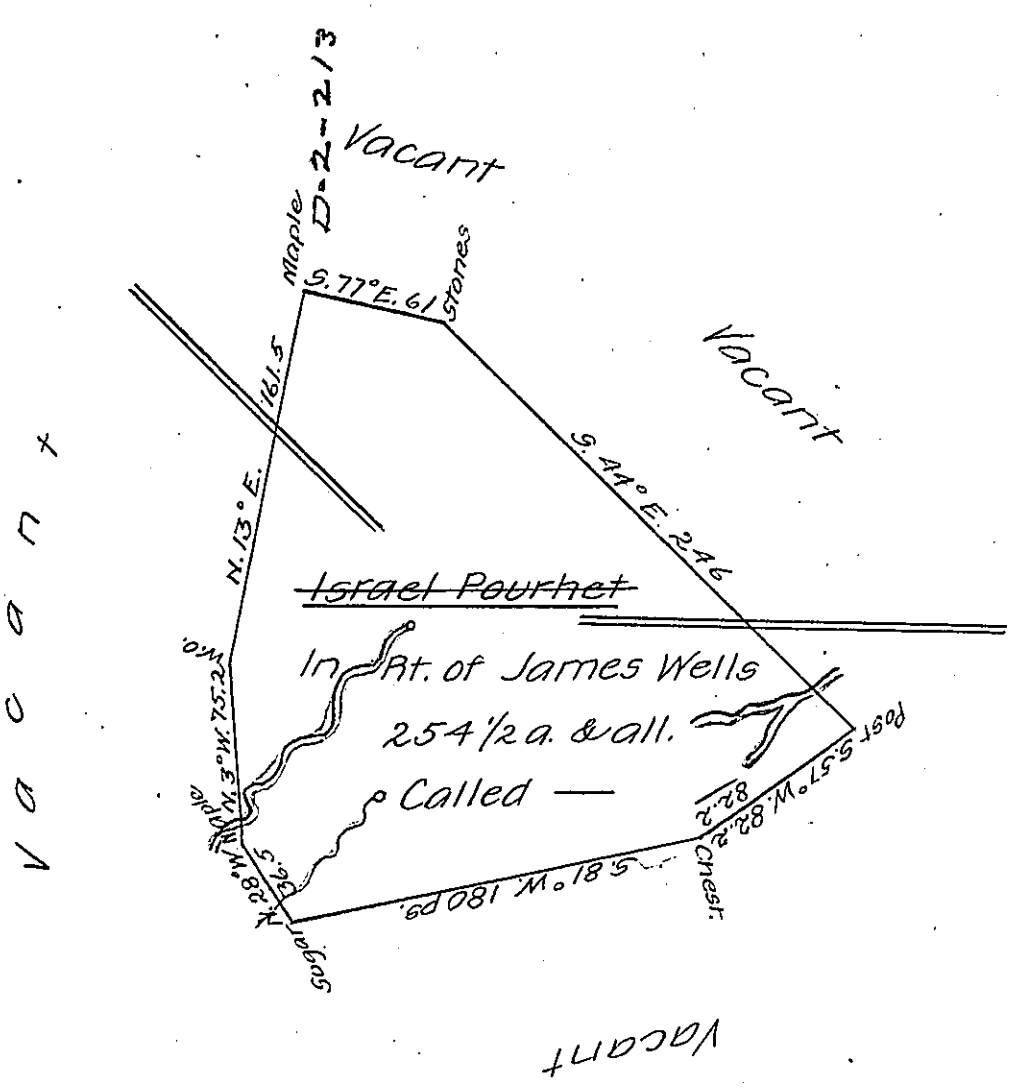 D-2-213
Vacant
Maple
S. 77° E. 61
Stones
Vacant
S. 44° E. 246
Post
S. 57° W. 82.2
82.2
Chest.
S. 81° W. 180 ps.
Sugar
N. 28° W.
36.5
Maple
N. 3° W. 75.2
W.O.
N. 13° E. 161.5
Israel Pourhet
In Rt. of James Wells
254 1/2 a. & all.
Called —
Vacant
Vacant